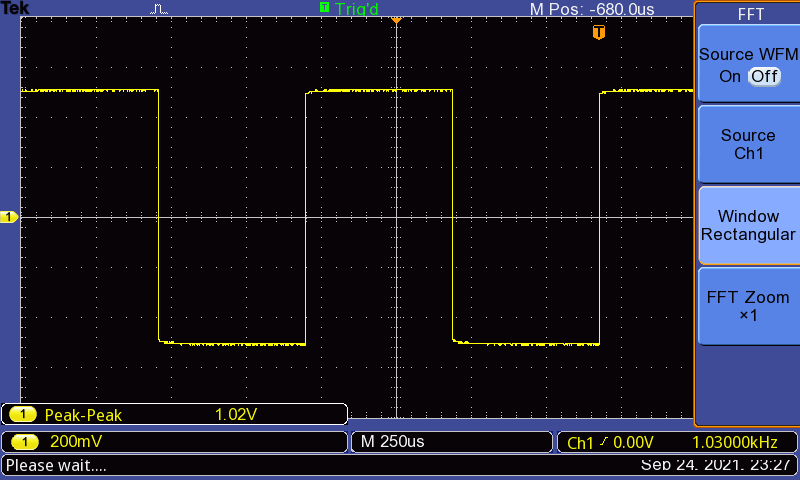 Tek
T Trig'd
M Pos: -680.0us
T
FFT
Source WFM
On Off
Source
Ch1
1
Window
Rectangular
FFT Zoom
×1
1 Peak-Peak 1.02V
1 200mV
M 250us
Ch1 0.00V 1.03000kHz
Please wait....
Sep 24, 2021, 23:27